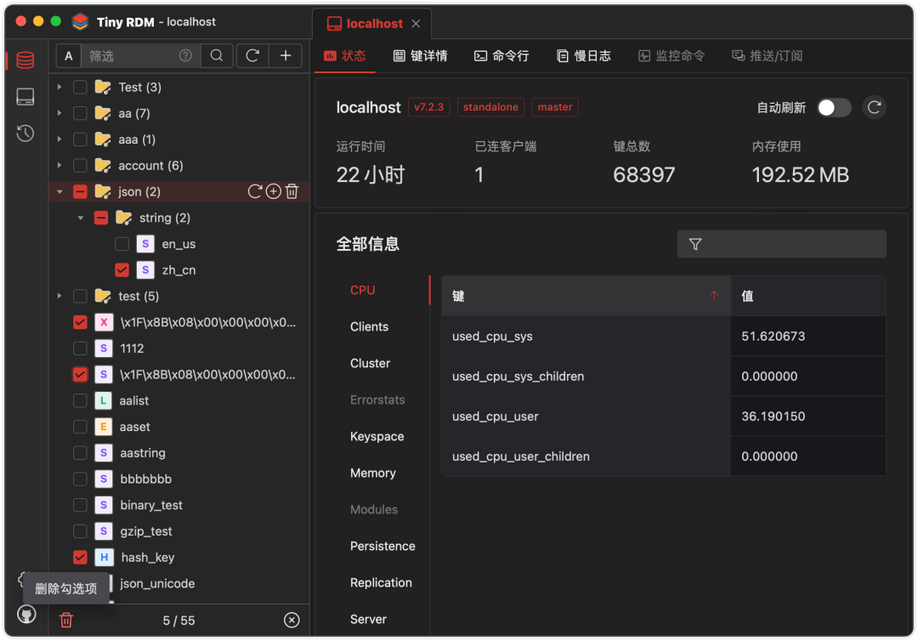 Tiny RDM - localhost
A 筛选
Test (3)
aa (7)
aaa (1)
account (6)
json (2)
string (2)
S en_us
S zh_cn
test (5)
X \x1F\x8B\x08\x00\x00\x00\x0...
S 1112
S \x1F\x8B\x08\x00\x00\x00\x0...
L aalist
E aaset
S aastring
S bbbbbbb
S binary_test
S gzip_test
H hash_key
json_unicode
删除勾选项
5 / 55
localhost
状态 键详情 命令行 慢日志 监控命令 推送/订阅
localhost v7.2.3 standalone master 自动刷新
运行时间 已连客户端 键总数 内存使用
22 小时 1 68397 192.52 MB
全部信息
CPU
Clients
Cluster
Errorstats
Keyspace
Memory
Modules
Persistence
Replication
Server
键 值
used_cpu_sys 51.620673
used_cpu_sys_children 0.000000
used_cpu_user 36.190150
used_cpu_user_children 0.000000